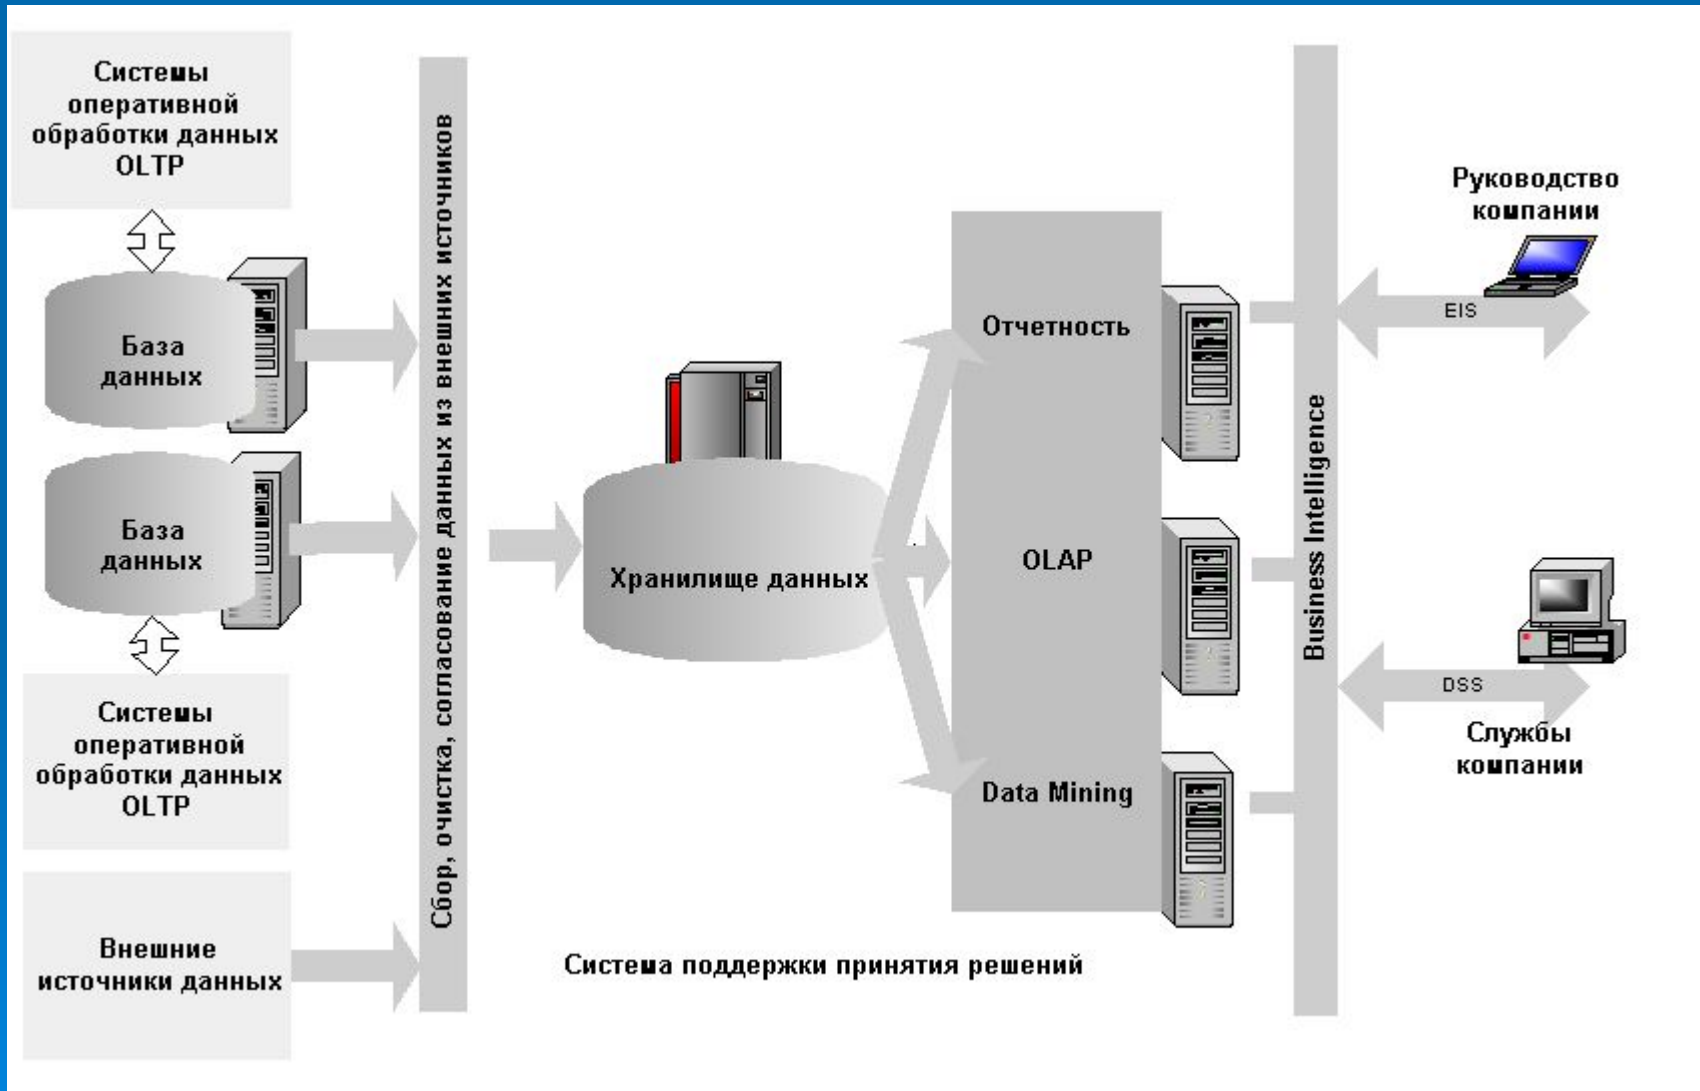 Системы
оперативной
обработки данных
OLTP
База
данных
База
данных
Системы
оперативной
обработки данных
OLTP
Внешние
источники данных
Сбор, очистка, согласование данных из внешних источников
Хранилище данных
Отчетность
OLAP
Data Mining
Система поддержки принятия решений
Business Intelligence
Руководство
компании
EIS
DSS
Службы
компании